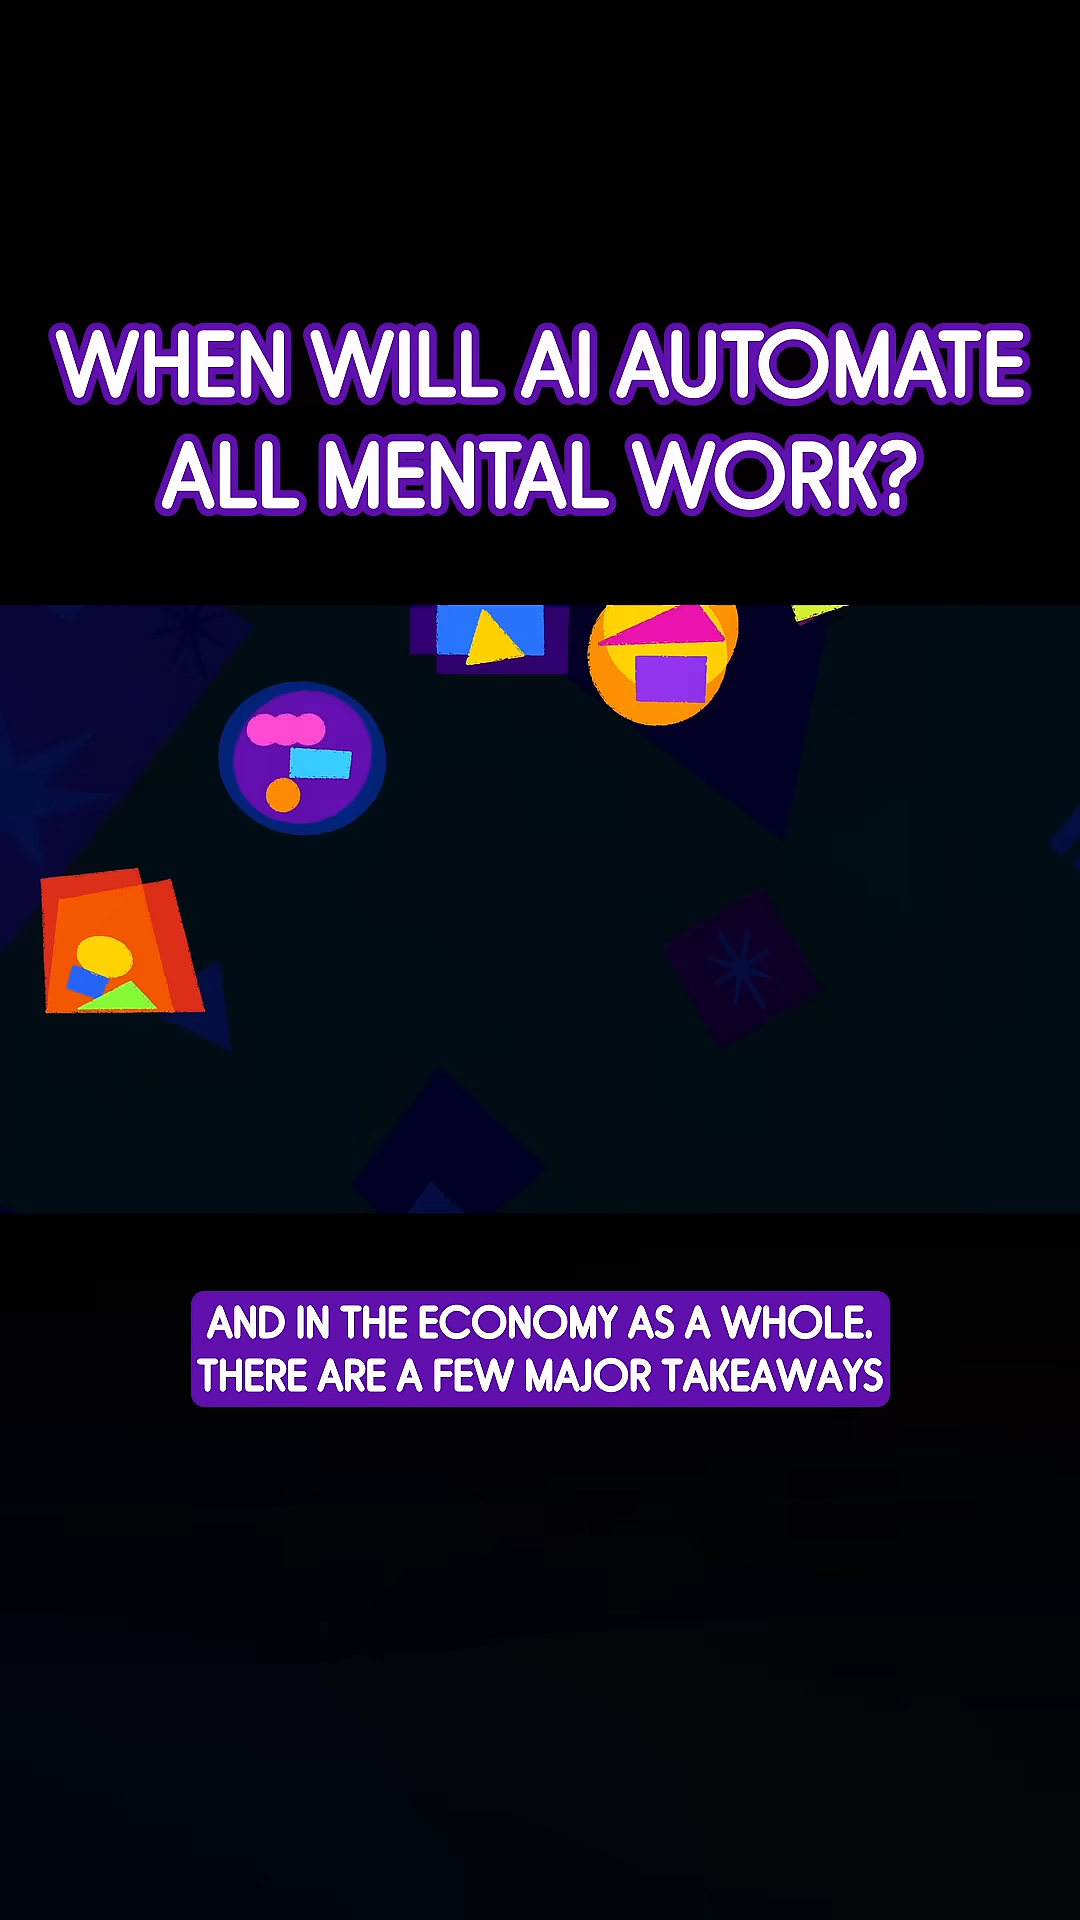 WHEN WILL AI AUTOMATE
ALL MENTAL WORK?
AND IN THE ECONOMY AS A WHOLE.
THERE ARE A FEW MAJOR TAKEAWAYS